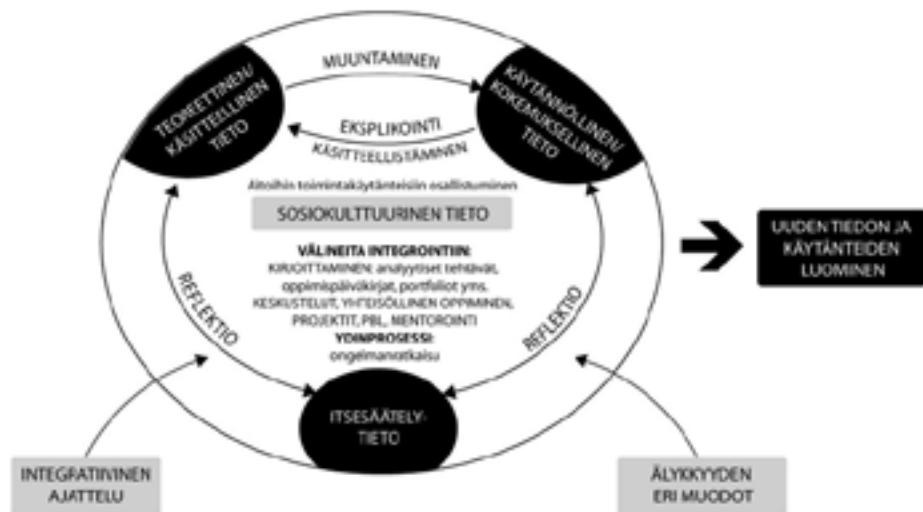 MUUNTAMINEN
TEOREETTINEN/
KÄSITTEELLINEN
TIETO
KÄYTÄNNÖLLINEN/
KOKEMUKSELLINEN
TIETO
EKSPLIKOINTI
KÄSITTEELLISTÄMINEN
Aitoihin toimintakäytänteisiin osallistuminen
SOSIOKULTTUURINEN TIETO
VÄLINEITÄ INTEGROINTIIN:
KIRJOITTAMINEN: analyyttiset tehtävät,
oppimispäiväkirjat, portfoliot yms.
KESKUSTELUT, YHTEISÖLLINEN OPPIMINEN,
PROJEKTIT, PBL, MENTOROINTI
YDINPROSESSI:
ongelmanratkaisu
REFLEKTIO
REFLEKTIO
UUDEN TIEDON JA
KÄYTÄNTEIDEN
LUOMINEN
ITSESÄÄTELY-
TIETO
INTEGRATIIVINEN
AJATTELU
ÄLYKKYYDEN
ERI MUODOT